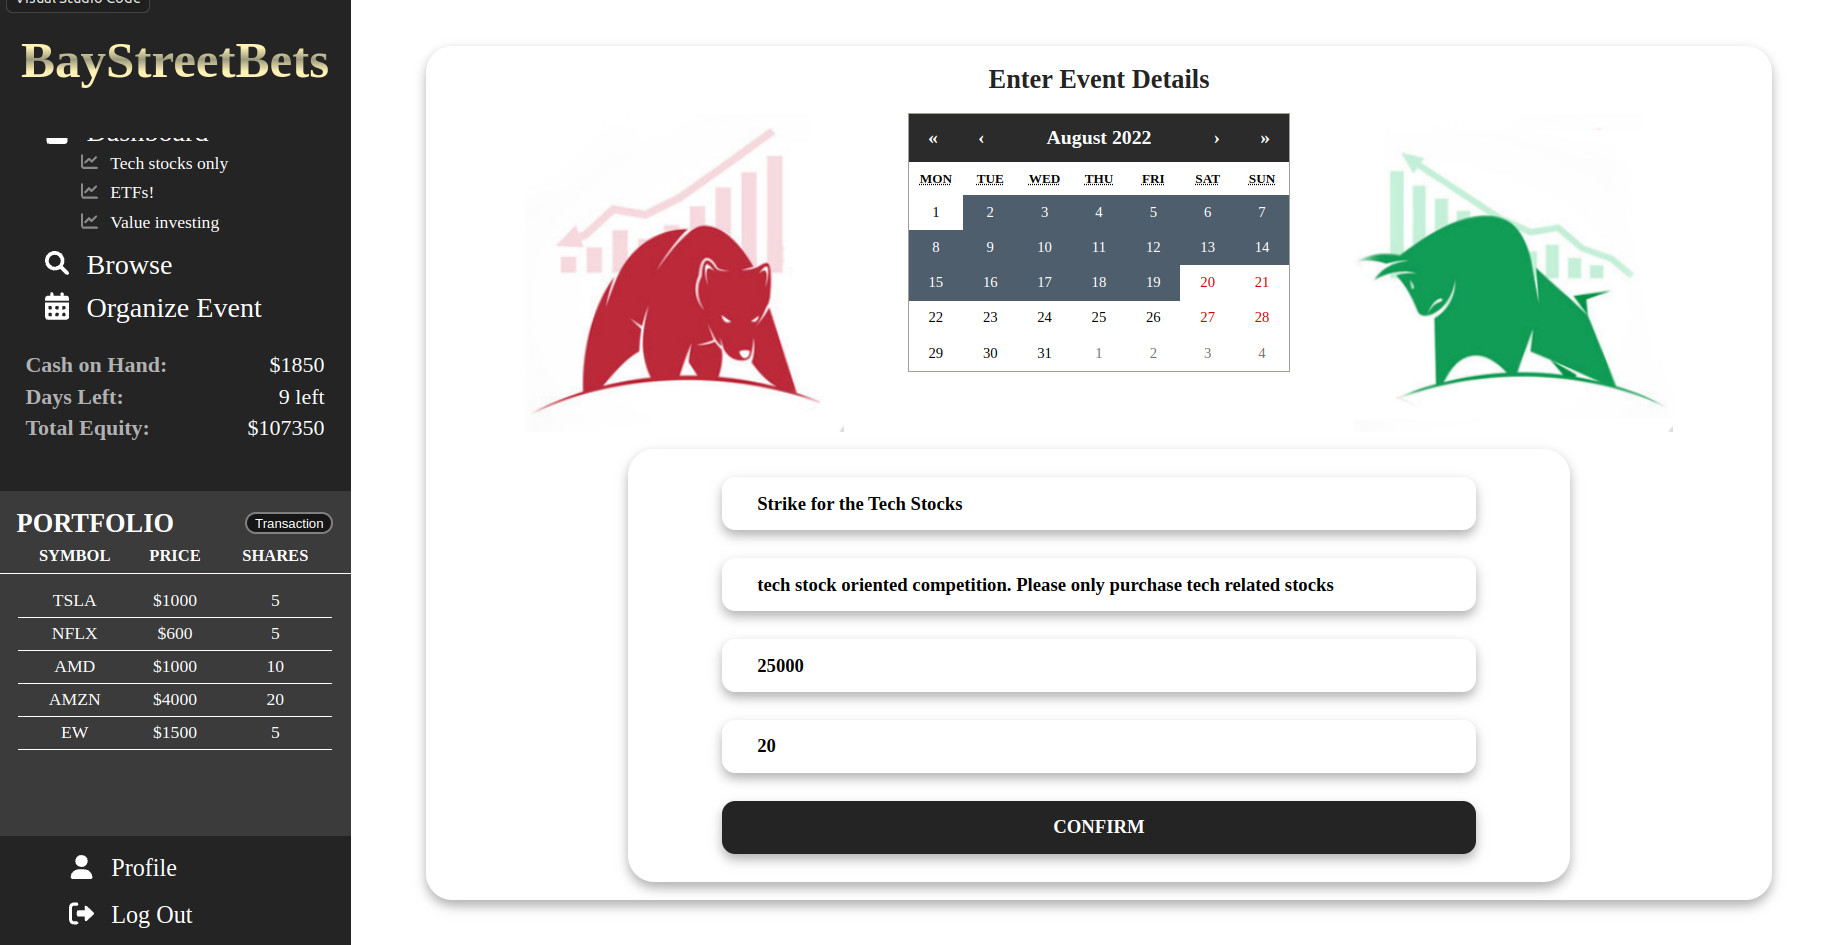 Visual Studio Code
BayStreetBets
Dashboard
Tech stocks only
ETFs!
Value investing
Browse
Organize Event
Cash on Hand: $1850
Days Left: 9 left
Total Equity: $107350
PORTFOLIO Transaction
SYMBOL PRICE SHARES
TSLA $1000 5
NFLX $600 5
AMD $1000 10
AMZN $4000 20
EW $1500 5
Profile
Log Out
Enter Event Details
« ‹ August 2022 › »
MON TUE WED THU FRI SAT SUN
1 2 3 4 5 6 7
8 9 10 11 12 13 14
15 16 17 18 19 20 21
22 23 24 25 26 27 28
29 30 31 1 2 3 4
Strike for the Tech Stocks
tech stock oriented competition. Please only purchase tech related stocks
25000
20
CONFIRM